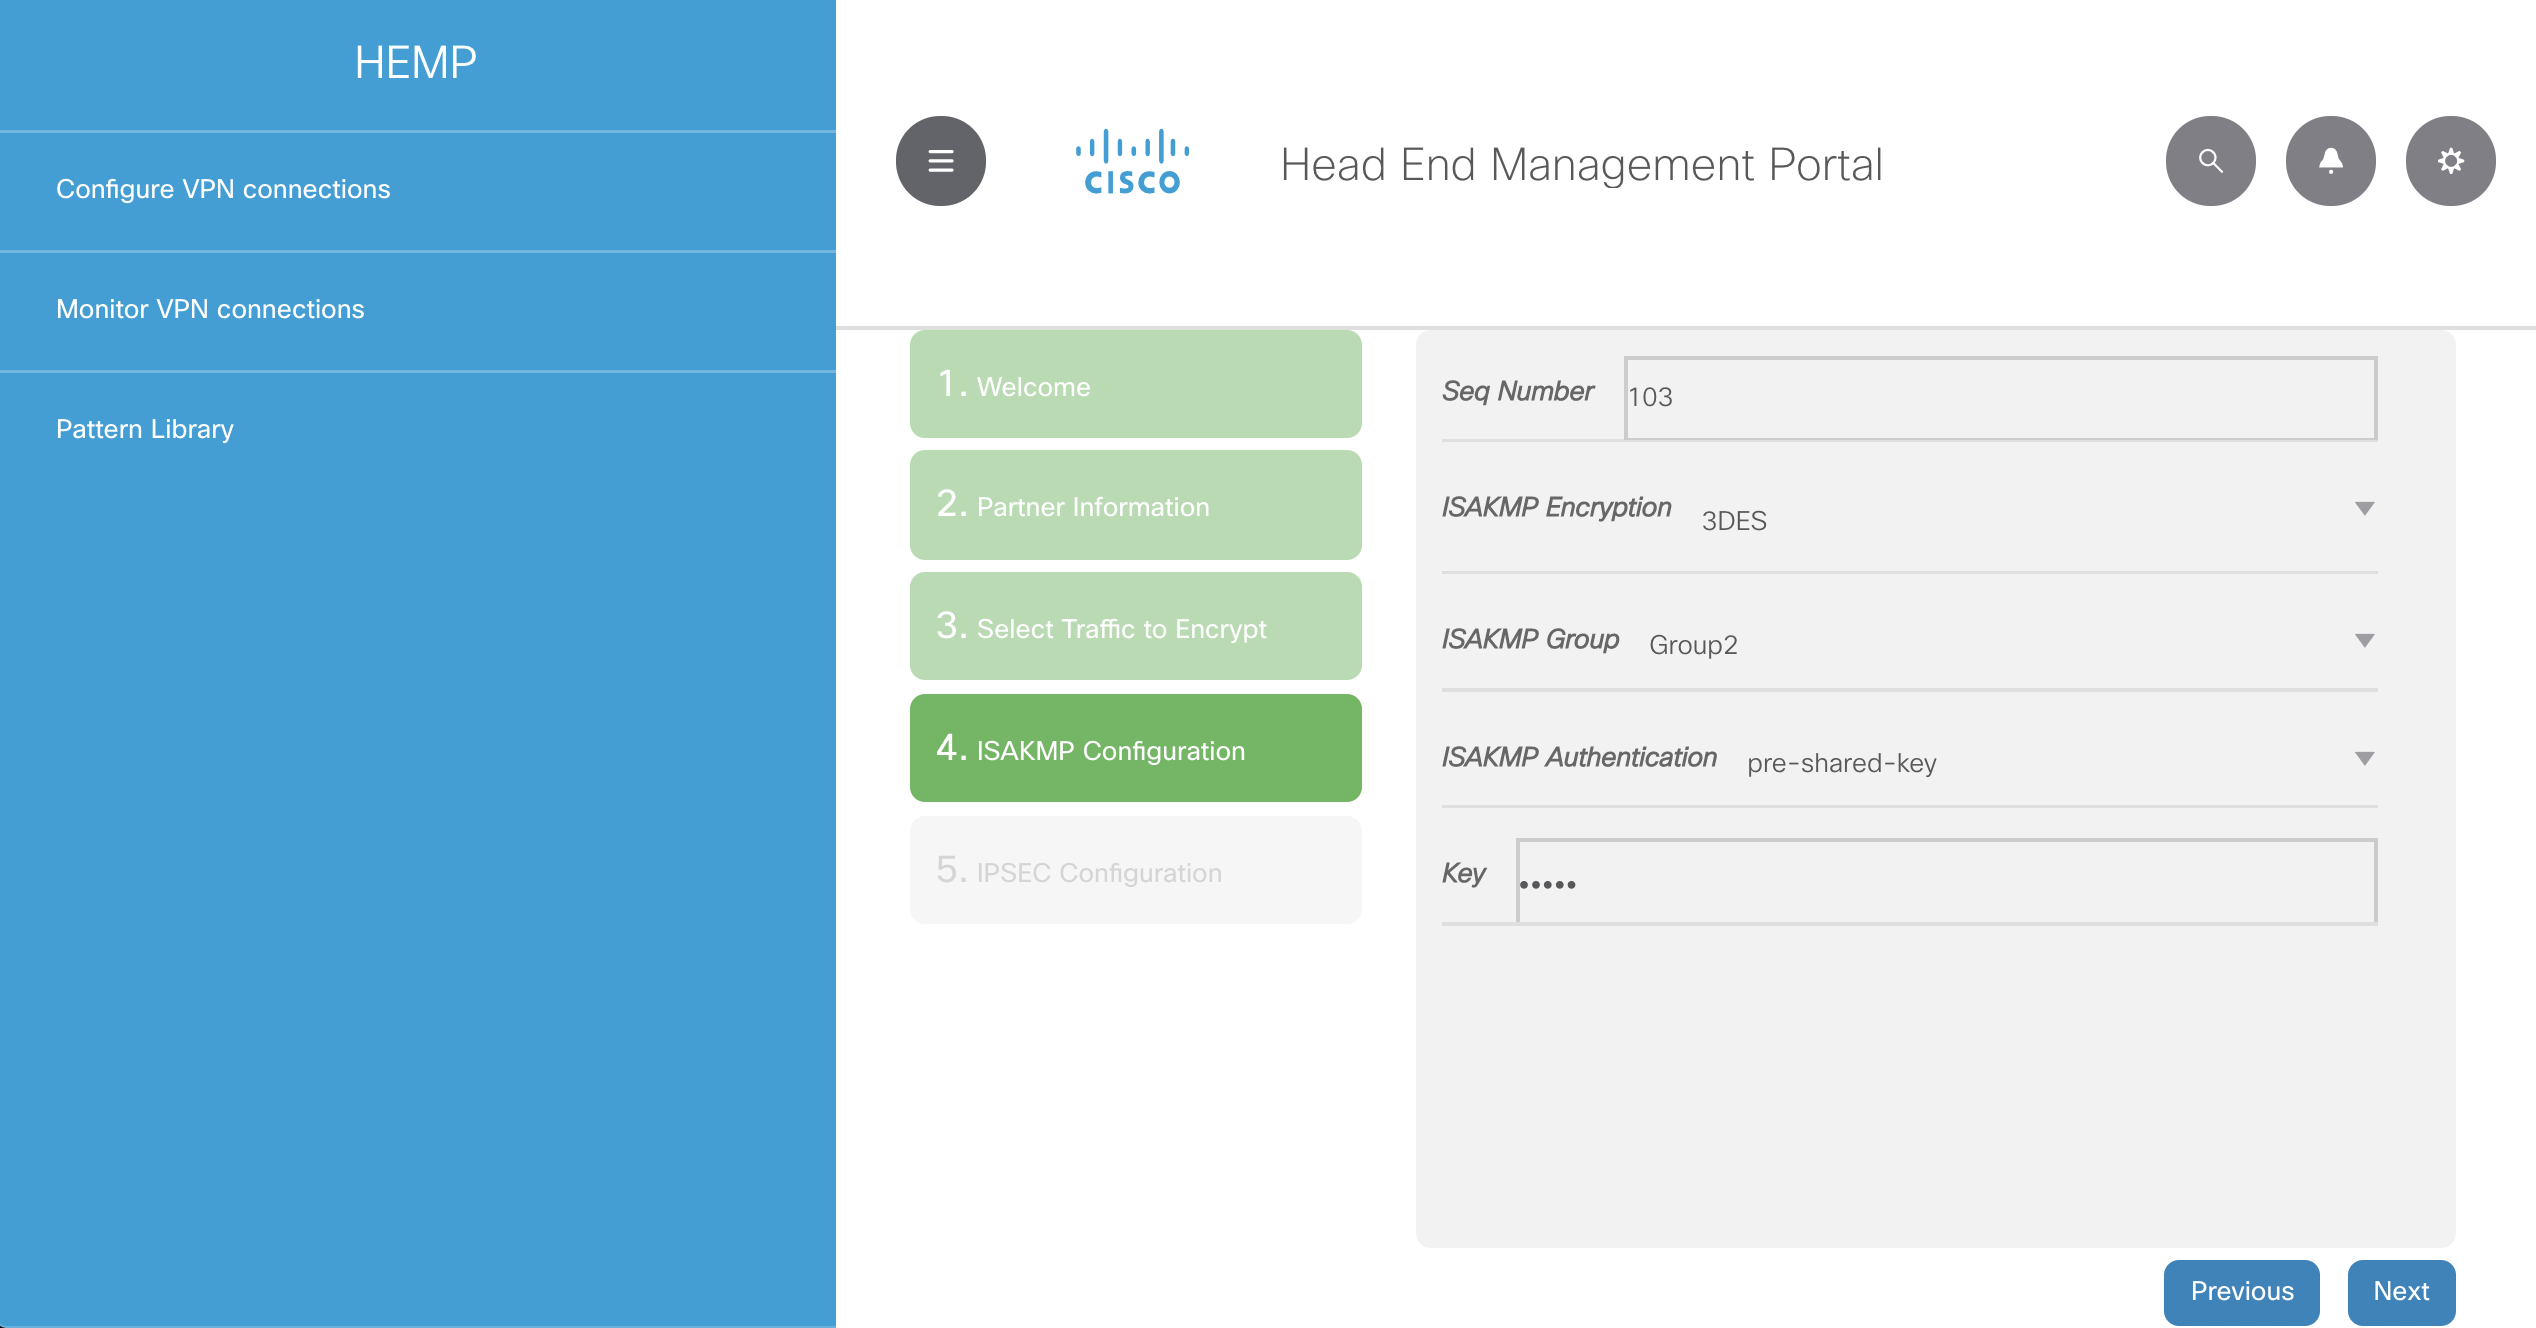 HEMP
Configure VPN connections
Monitor VPN connections
Pattern Library
CISCO
Head End Management Portal
1. Welcome
2. Partner Information
3. Select Traffic to Encrypt
4. ISAKMP Configuration
5. IPSEC Configuration
Seq Number 103
ISAKMP Encryption 3DES
ISAKMP Group Group2
ISAKMP Authentication pre-shared-key
Key •••••
Previous Next